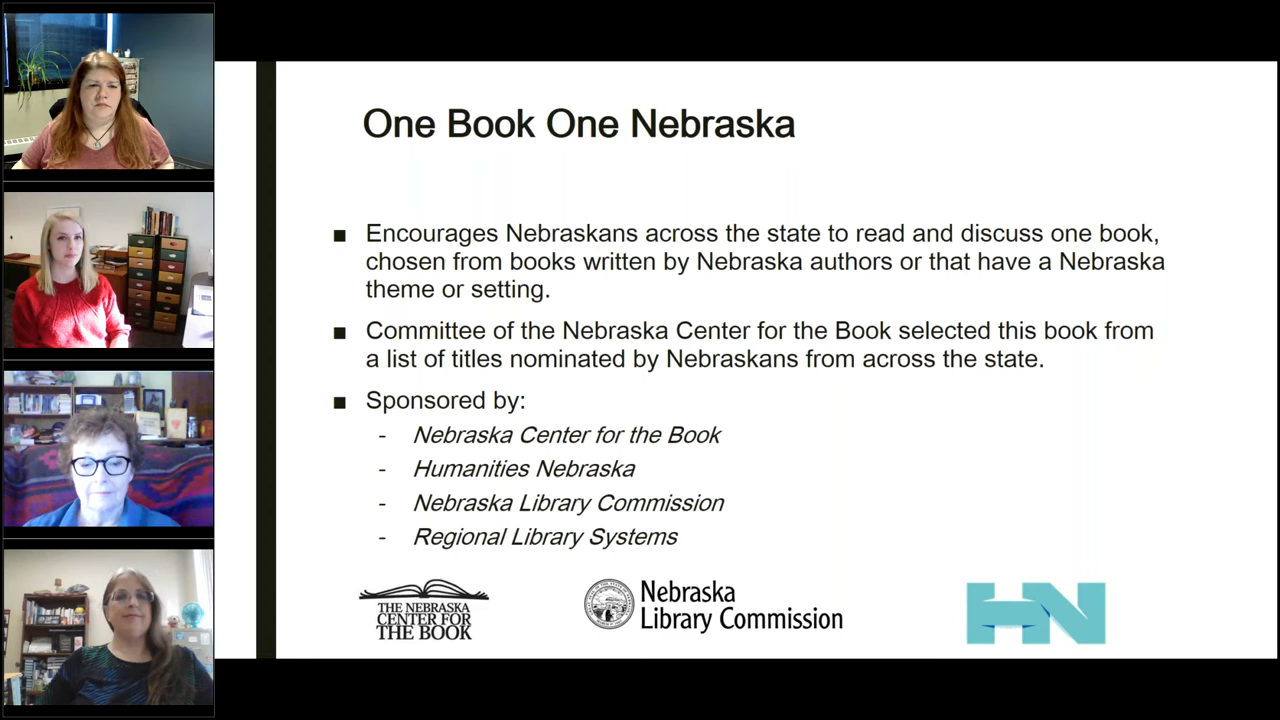 One Book One Nebraska
■ Encourages Nebraskans across the state to read and discuss one book,
chosen from books written by Nebraska authors or that have a Nebraska
theme or setting.
■ Committee of the Nebraska Center for the Book selected this book from
a list of titles nominated by Nebraskans from across the state.
■ Sponsored by:
- Nebraska Center for the Book
- Humanities Nebraska
- Nebraska Library Commission
- Regional Library Systems
THE NEBRASKA
CENTER FOR
THE BOOK
Nebraska
Library Commission
HN